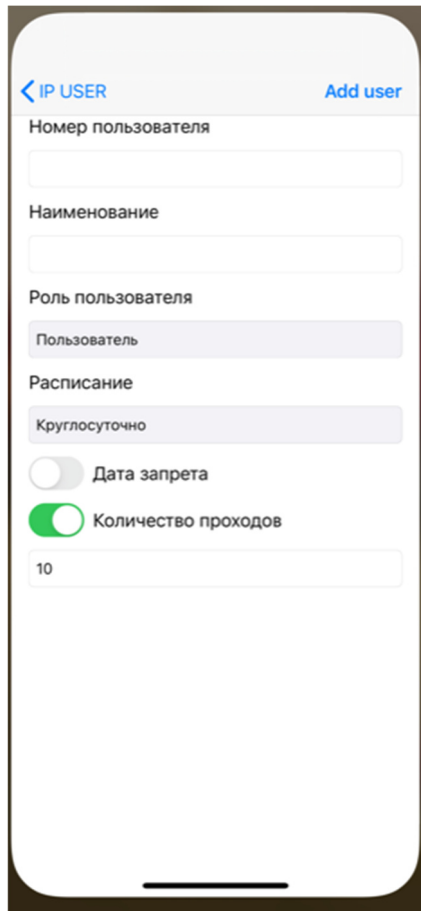 IP USER
Add user
Номер пользователя
Наименование
Роль пользователя
Пользователь
Расписание
Круглосуточно
Дата запрета
Количество проходов
10